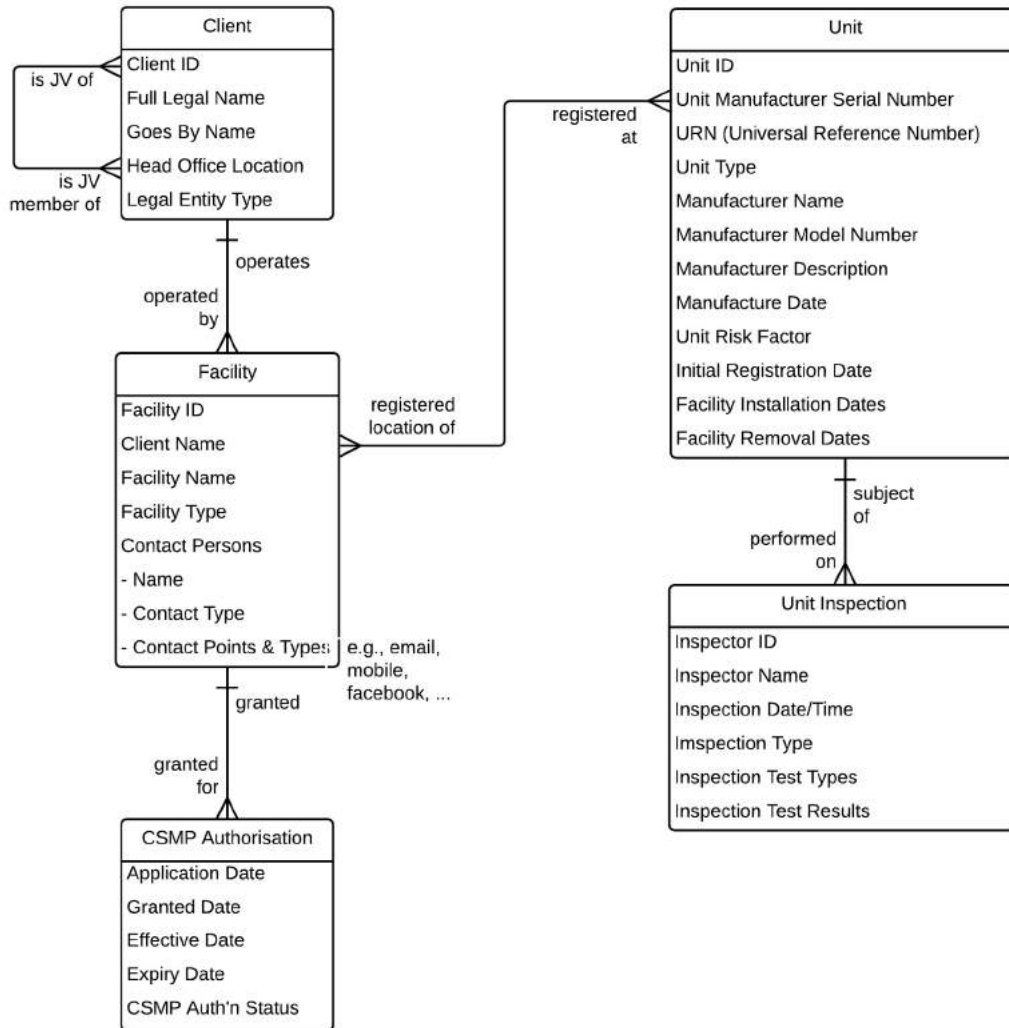 Client
Client ID
Full Legal Name
Goes By Name
Head Office Location
Legal Entity Type
is JV of
is JV
member of
operates
operated
by
Facility
Facility ID
Client Name
Facility Name
Facility Type
Contact Persons
- Name
- Contact Type
- Contact Points & Types
e.g., email,
mobile,
facebook, ...
registered
location of
registered
at
granted
granted
for
CSMP Authorisation
Application Date
Granted Date
Effective Date
Expiry Date
CSMP Auth'n Status
Unit
Unit ID
Unit Manufacturer Serial Number
URN (Universal Reference Number)
Unit Type
Manufacturer Name
Manufacturer Model Number
Manufacturer Description
Manufacture Date
Unit Risk Factor
Initial Registration Date
Facility Installation Dates
Facility Removal Dates
subject
of
performed
on
Unit Inspection
Inspector ID
Inspector Name
Inspection Date/Time
Imspection Type
Inspection Test Types
Inspection Test Results